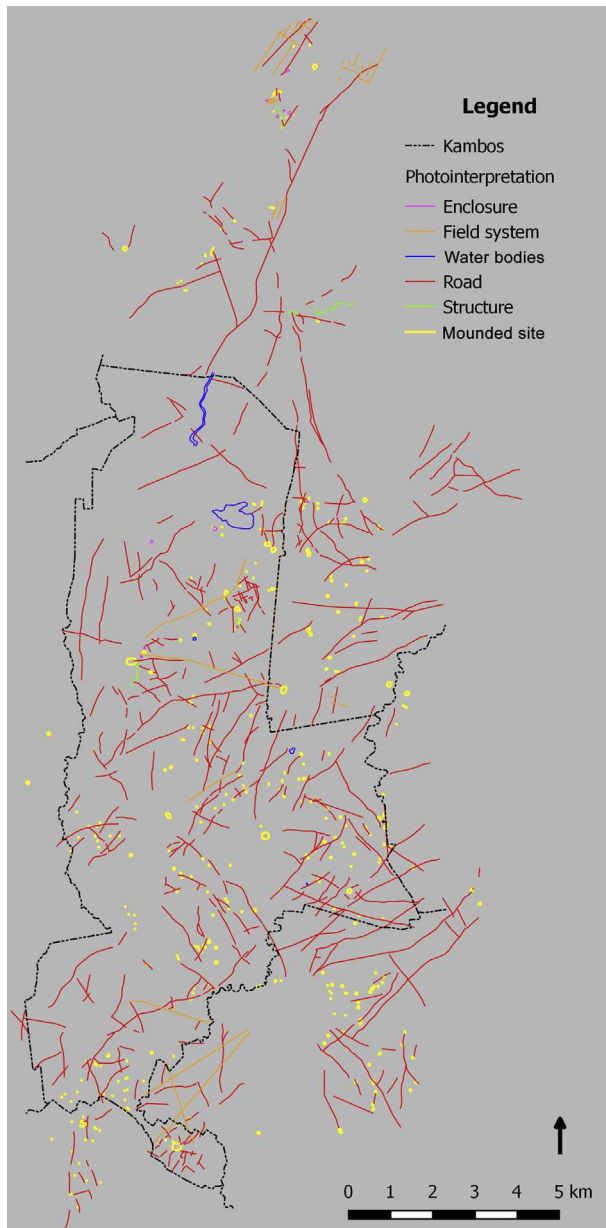 Legend
Kambos
Photointerpretation
Enclosure
Field system
Water bodies
Road
Structure
Mounded site
0 1 2 3 4 5 km